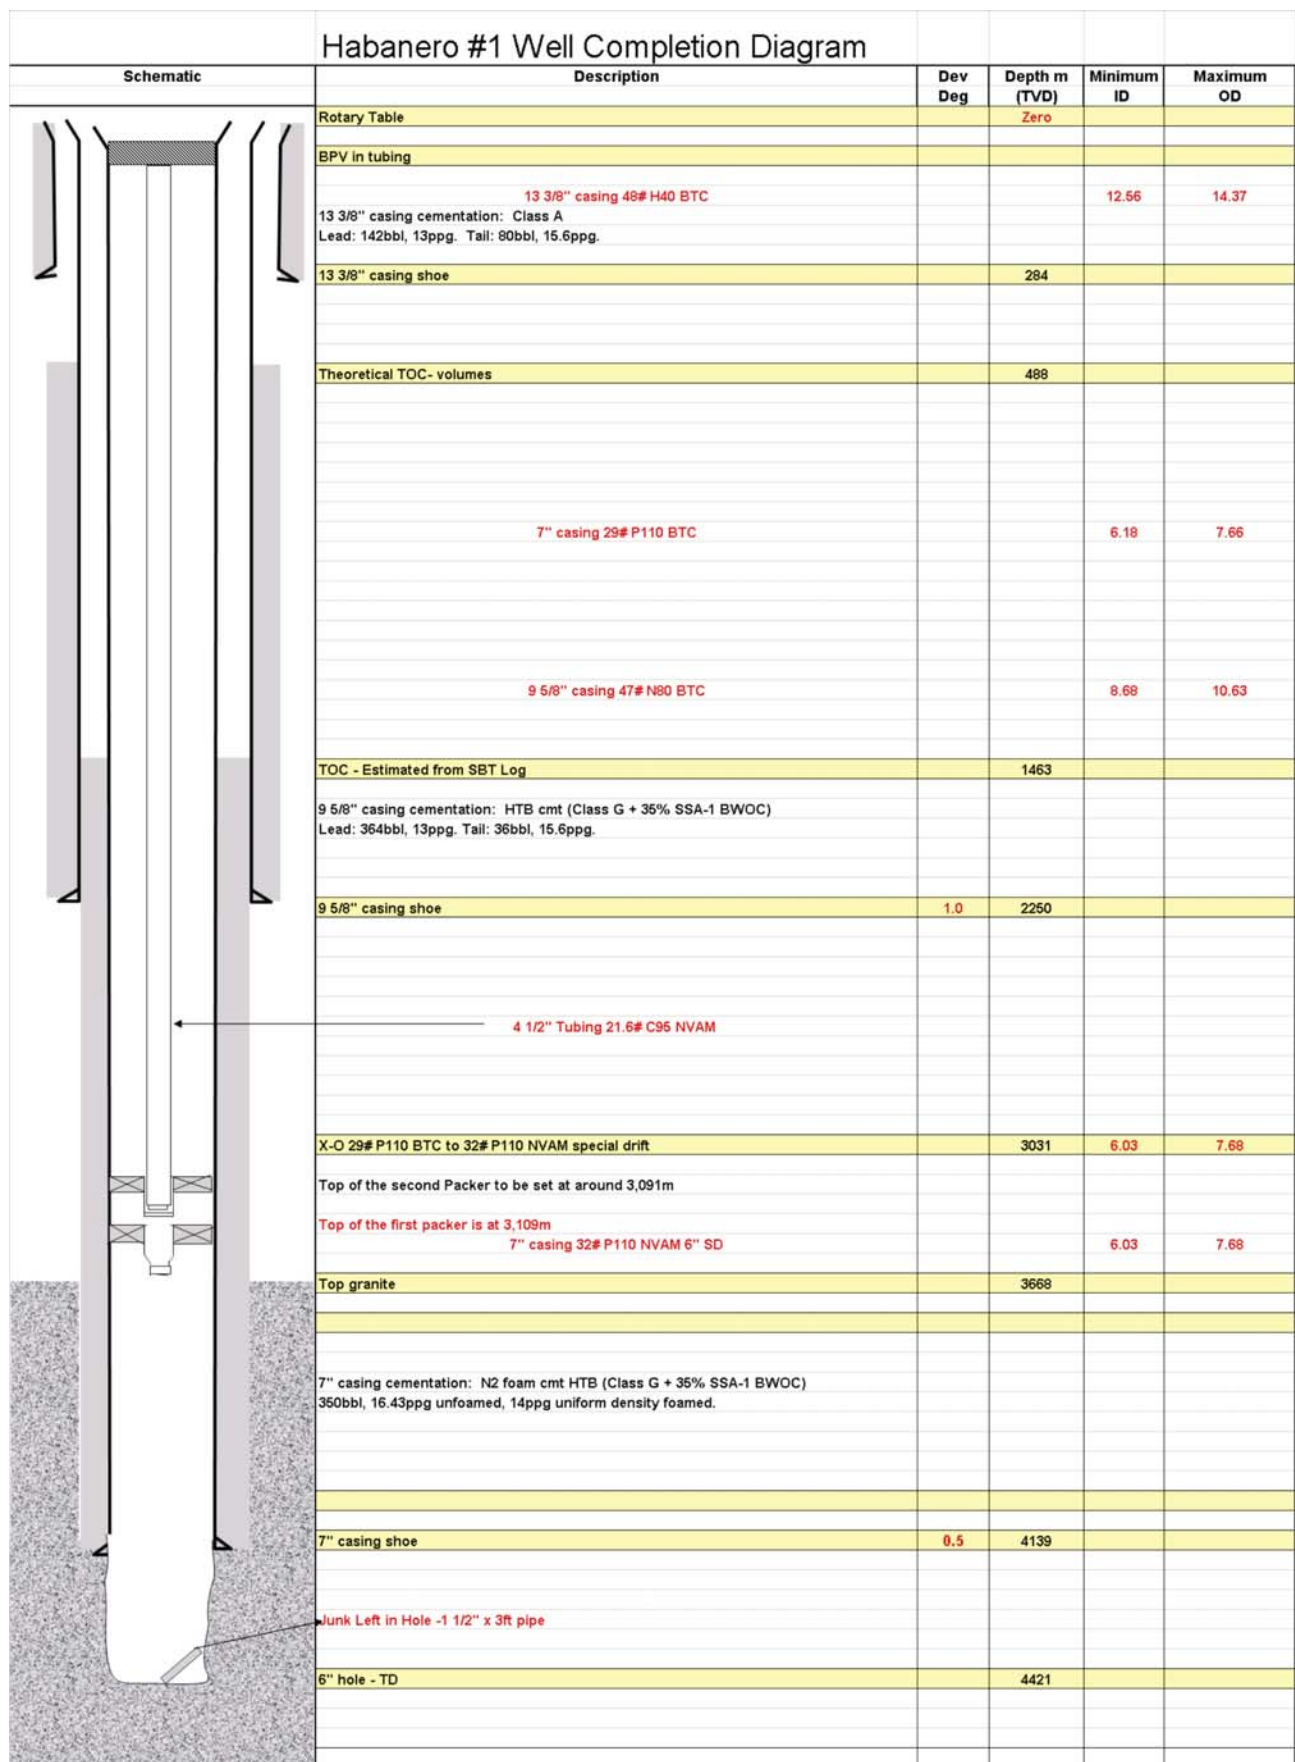 Habanero #1 Well Completion Diagram
Schematic Description Dev Depth m Minimum Maximum
Deg (TVD) ID OD
Rotary Table Zero
BPV in tubing
13 3/8" casing 48# H40 BTC 12.56 14.37
13 3/8" casing cementation: Class A
Lead: 142bbl, 13ppg. Tail: 80bbl, 15.6ppg.
13 3/8" casing shoe 284
Theoretical TOC- volumes 488
7" casing 29# P110 BTC 6.18 7.66
9 5/8" casing 47# N80 BTC 8.68 10.63
TOC - Estimated from SBT Log 1463
9 5/8" casing cementation: HTB cmt (Class G + 35% SSA-1 BWOC)
Lead: 364bbl, 13ppg. Tail: 36bbl, 15.6ppg.
9 5/8" casing shoe 1.0 2250
4 1/2" Tubing 21.6# C95 NVAM
X-O 29# P110 BTC to 32# P110 NVAM special drift 3031 6.03 7.68
Top of the second Packer to be set at around 3,091m
Top of the first packer is at 3,109m
7" casing 32# P110 NVAM 6" SD 6.03 7.68
Top granite 3668
7" casing cementation: N2 foam cmt HTB (Class G + 35% SSA-1 BWOC)
350bbl, 16.43ppg unfoamed, 14ppg uniform density foamed.
7" casing shoe 0.5 4139
Junk Left in Hole -1 1/2" x 3ft pipe
6" hole - TD 4421